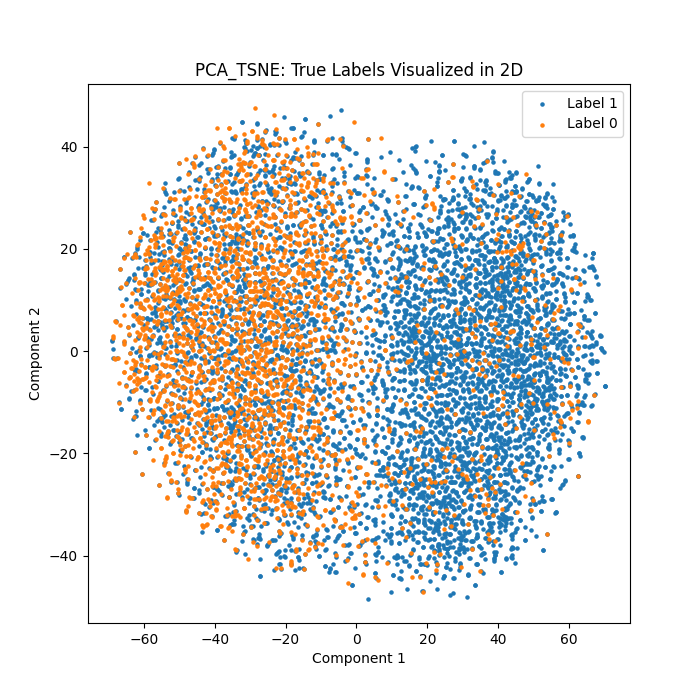 PCA_TSNE: True Labels Visualized in 2D
Label 1
Label 0
40
20
0
−20
−40
Component 2
−60
−40
−20
0
20
40
60
Component 1